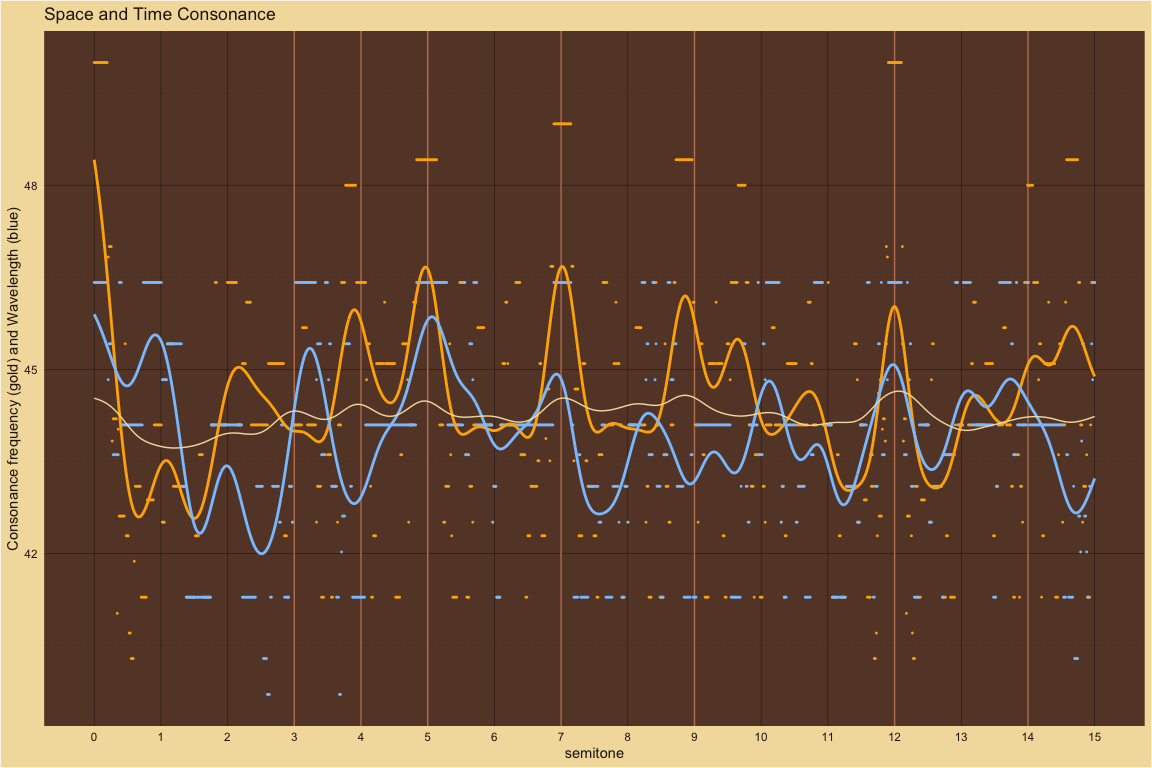 Space and Time Consonance
Consonance frequency (gold) and Wavelength (blue)
48
45
42
0 1 2 3 4 5 6 7 8 9 10 11 12 13 14 15
semitone